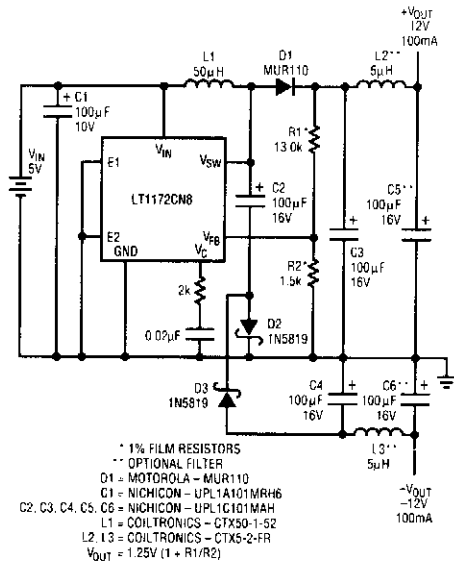 +VOUT
12V
100mA
L1
50µH
D1
MUR110
L2**
5µH
+ C1
100µF
10V
VIN
5V
E1
VIN
VSW
LT1172CN8
E2
VFB
GND
VC
R1*
13.0k
+
C2
100µF
16V
R2*
1.5k
+
C3
100µF
16V
C5**
+
100µF
16V
2k
0.02µF
D2
1N5819
D3
1N5819
C4
+
100µF
16V
C6**
+
100µF
16V
L3**
5µH
-VOUT
-12V
100mA
* 1% FILM RESISTORS
** OPTIONAL FILTER
D1 = MOTOROLA – MUR110
C1 = NICHICON – UPL1A101MRH6
C2, C3, C4, C5, C6 = NICHICON – UPL1C101MAH
L1 = COILTRONICS – CTX50-1-52
L2, L3 = COILTRONICS – CTX5-2-FR
VOUT = 1.25V (1 + R1/R2)